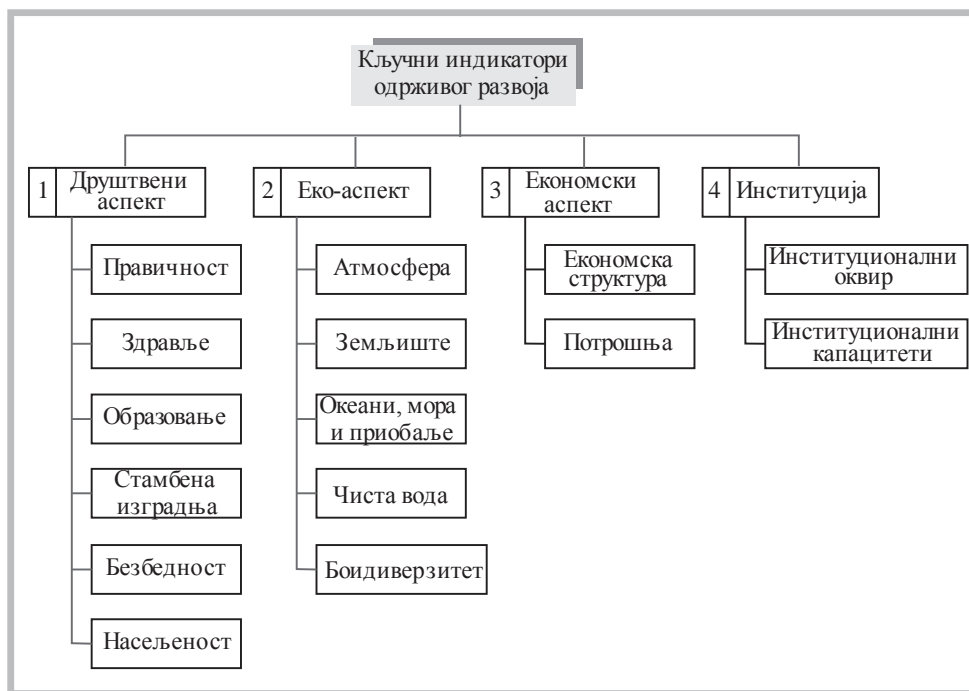 Кључни индикатори
одрживог развоја
1
Друштвени
аспект
Правичност
Здравље
Образовање
Стамбена
изградња
Безбедност
Насељеност
2
Еко-аспект
Атмосфера
Земљиште
Океани, мора
и приобаље
Чиста вода
Боидиверзитет
3
Економски
аспект
Економска
структура
Потрошња
4
Институција
Институционални
оквир
Институционални
капацитети